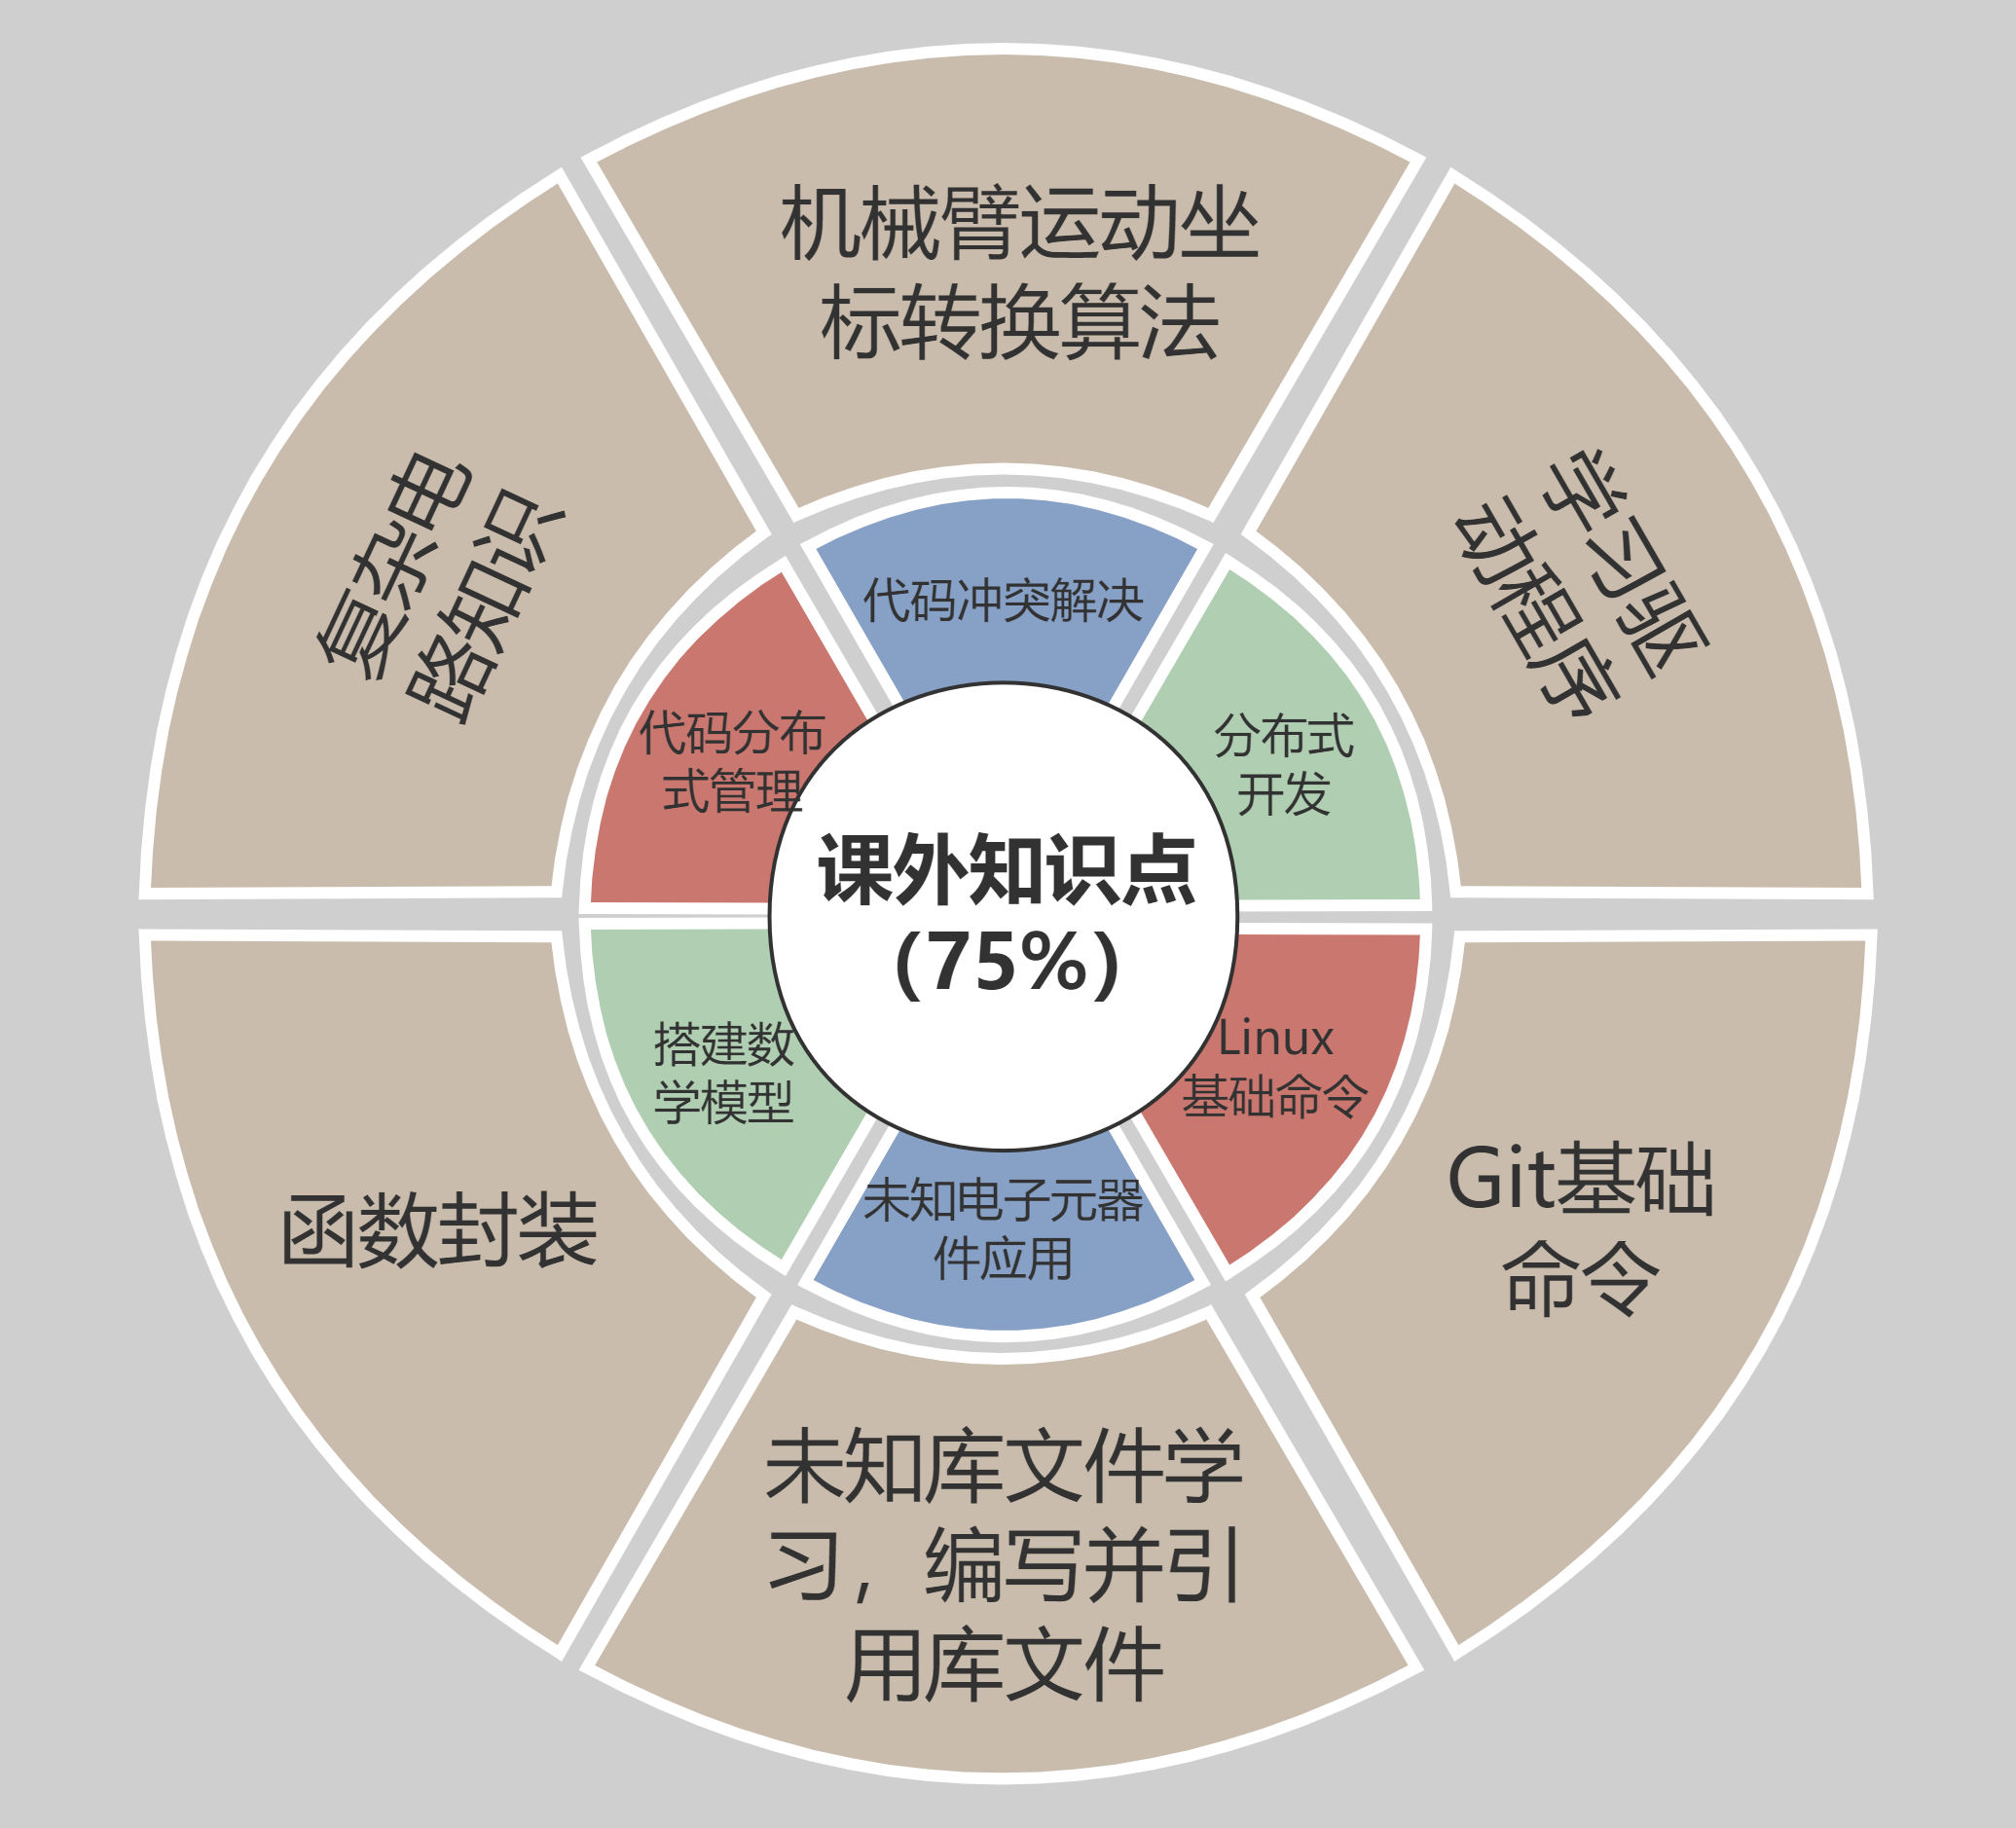 机械臂运动坐
标转换算法
学习驱
动程序
Git基础
命令
未知库文件学
习，编写并引
用库文件
函数封装
复习电
路知识
代码冲突解决
分布式
开发
Linux
基础命令
未知电子元器
件应用
搭建数
学模型
代码分布
式管理
课外知识点
(75%)